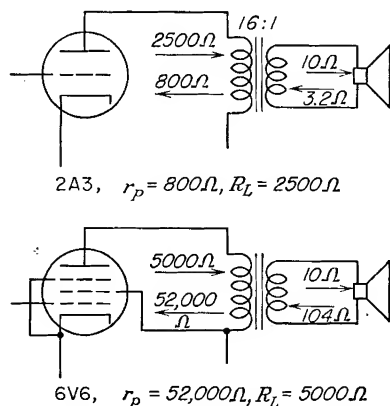 16:1
2500Ω
10Ω
800Ω
3.2Ω
2A3, r_p = 800Ω, R_L = 2500Ω
5000Ω
10Ω
52,000
Ω
104Ω
6V6, r_p = 52,000Ω, R_L = 5000Ω